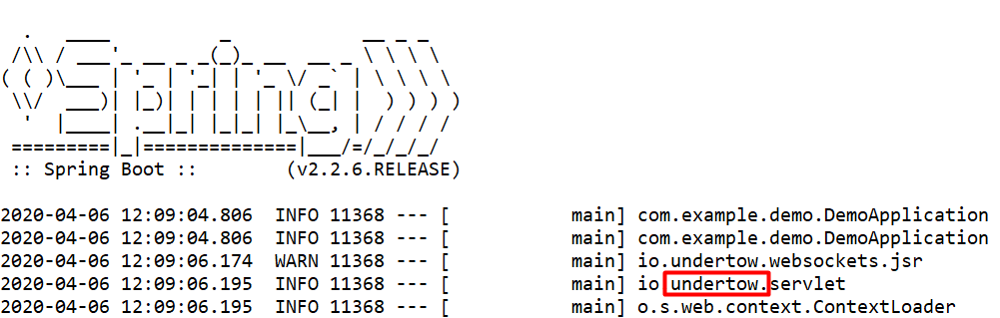 .   ____          _            __ _ _
 /\\ / ___'_ __ _ _(_)_ __  __ _ \ \ \ \
( ( )\___ | '_ | '_| | '_ \/ _` | \ \ \ \
 \\/  ___)| |_)| | | | | || (_| |  ) ) ) )
  '  |____| .__|_| |_|_| |_\__, | / / / /
 =========|_|==============|___/=/_/_/_/
 :: Spring Boot ::        (v2.2.6.RELEASE)
2020-04-06 12:09:04.806  INFO 11368 --- [           main] com.example.demo.DemoApplication
2020-04-06 12:09:04.806  INFO 11368 --- [           main] com.example.demo.DemoApplication
2020-04-06 12:09:06.174  WARN 11368 --- [           main] io.undertow.websockets.jsr
2020-04-06 12:09:06.195  INFO 11368 --- [           main] io undertow.servlet
2020-04-06 12:09:06.195  INFO 11368 --- [           main] o.s.web.context.ContextLoader